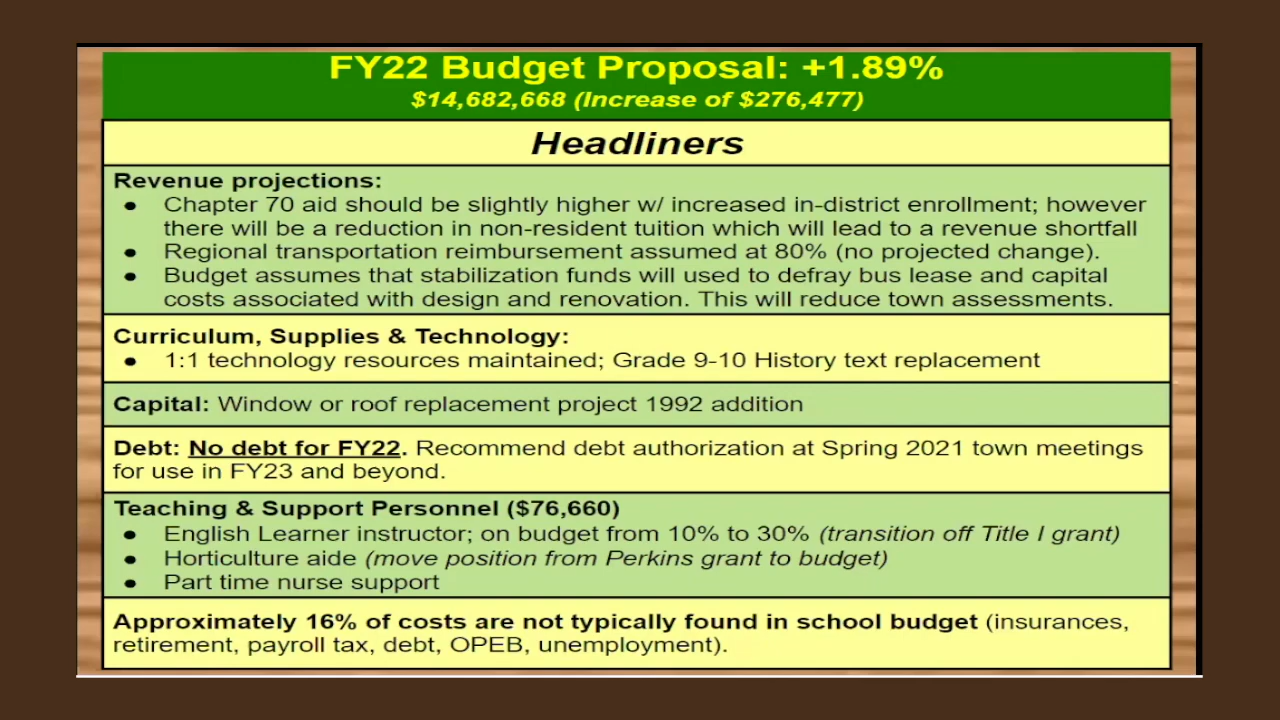 FY22 Budget Proposal: +1.89%
$14,682,668 (Increase of $276,477)
Headliners
Revenue projections:
● Chapter 70 aid should be slightly higher w/ increased in-district enrollment; however
there will be a reduction in non-resident tuition which will lead to a revenue shortfall
● Regional transportation reimbursement assumed at 80% (no projected change).
● Budget assumes that stabilization funds will used to defray bus lease and capital
costs associated with design and renovation. This will reduce town assessments.
Curriculum, Supplies & Technology:
● 1:1 technology resources maintained; Grade 9-10 History text replacement
Capital: Window or roof replacement project 1992 addition
Debt: No debt for FY22. Recommend debt authorization at Spring 2021 town meetings
for use in FY23 and beyond.
Teaching & Support Personnel ($76,660)
● English Learner instructor; on budget from 10% to 30% (transition off Title I grant)
● Horticulture aide (move position from Perkins grant to budget)
● Part time nurse support
Approximately 16% of costs are not typically found in school budget (insurances,
retirement, payroll tax, debt, OPEB, unemployment).